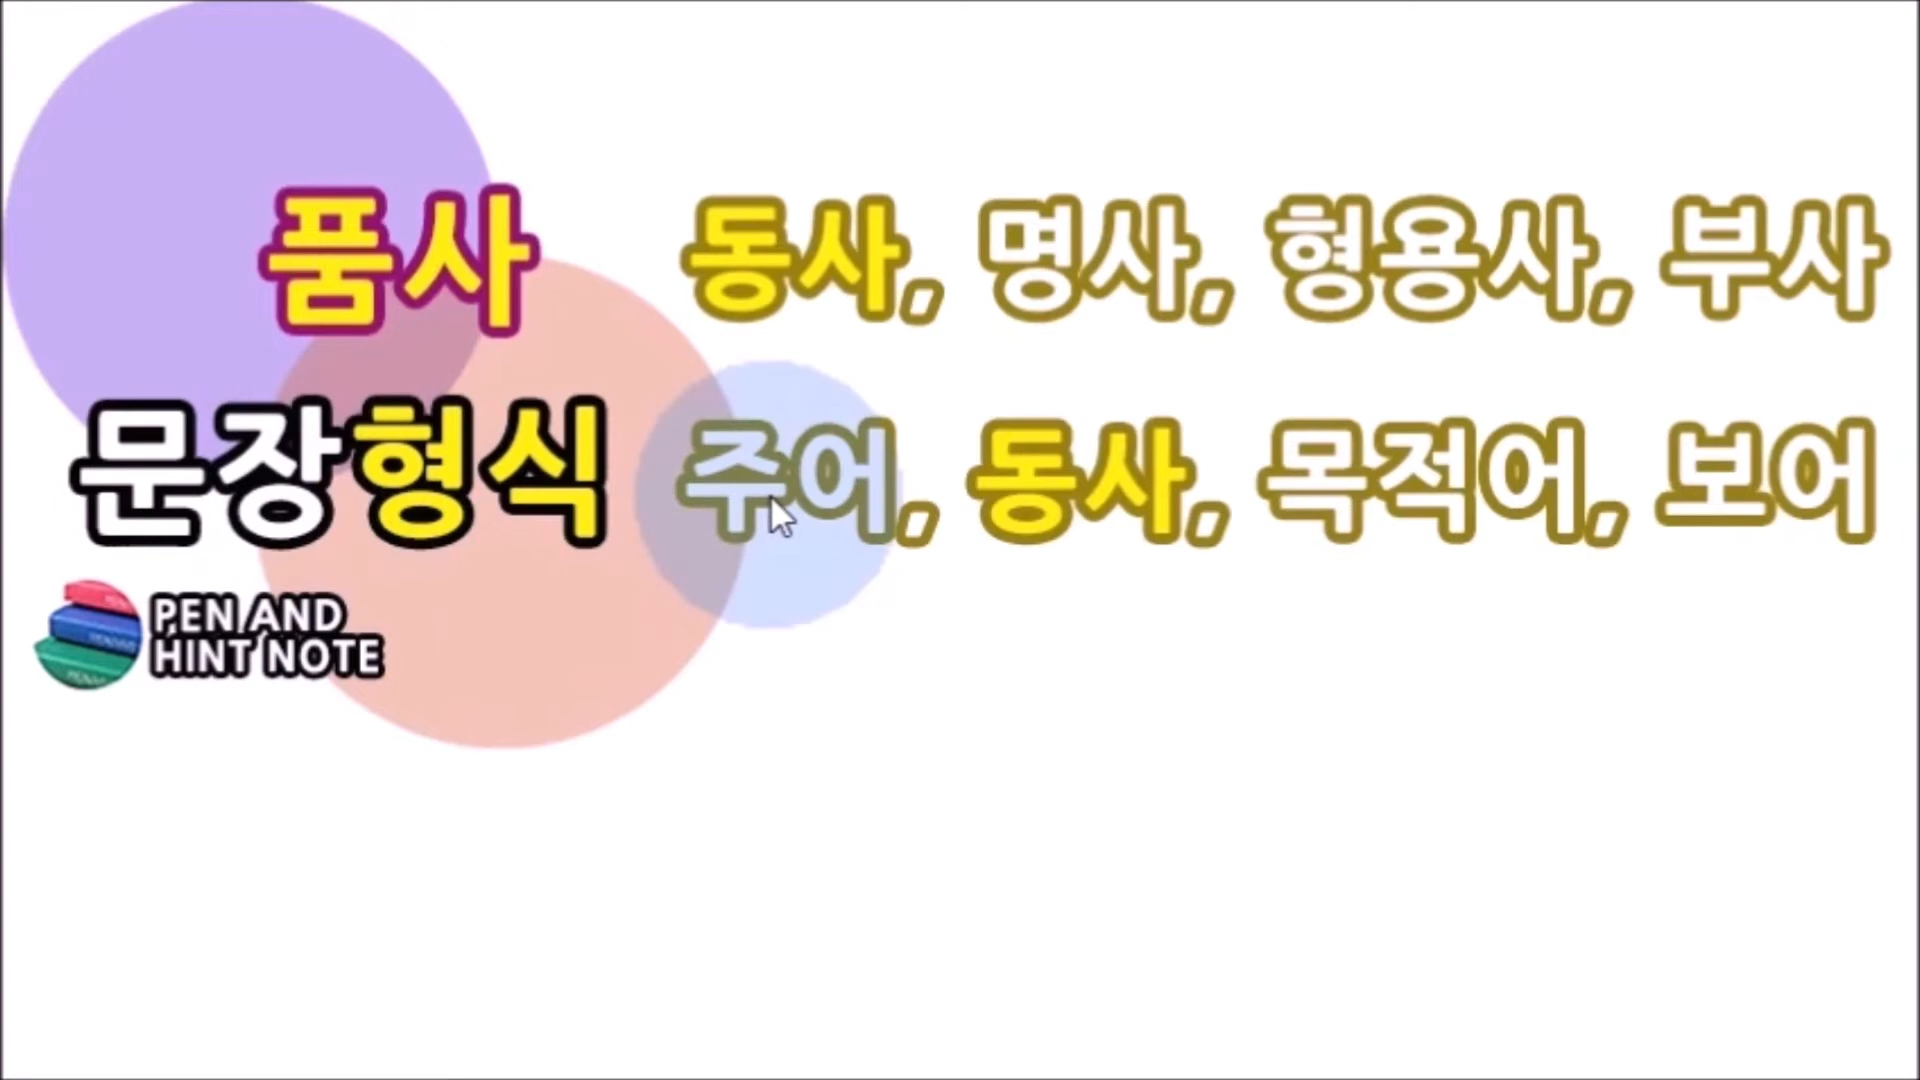 품사 동사, 명사, 형용사, 부사
문장형식 주어, 동사, 목적어, 보어
PEN AND
HINT NOTE